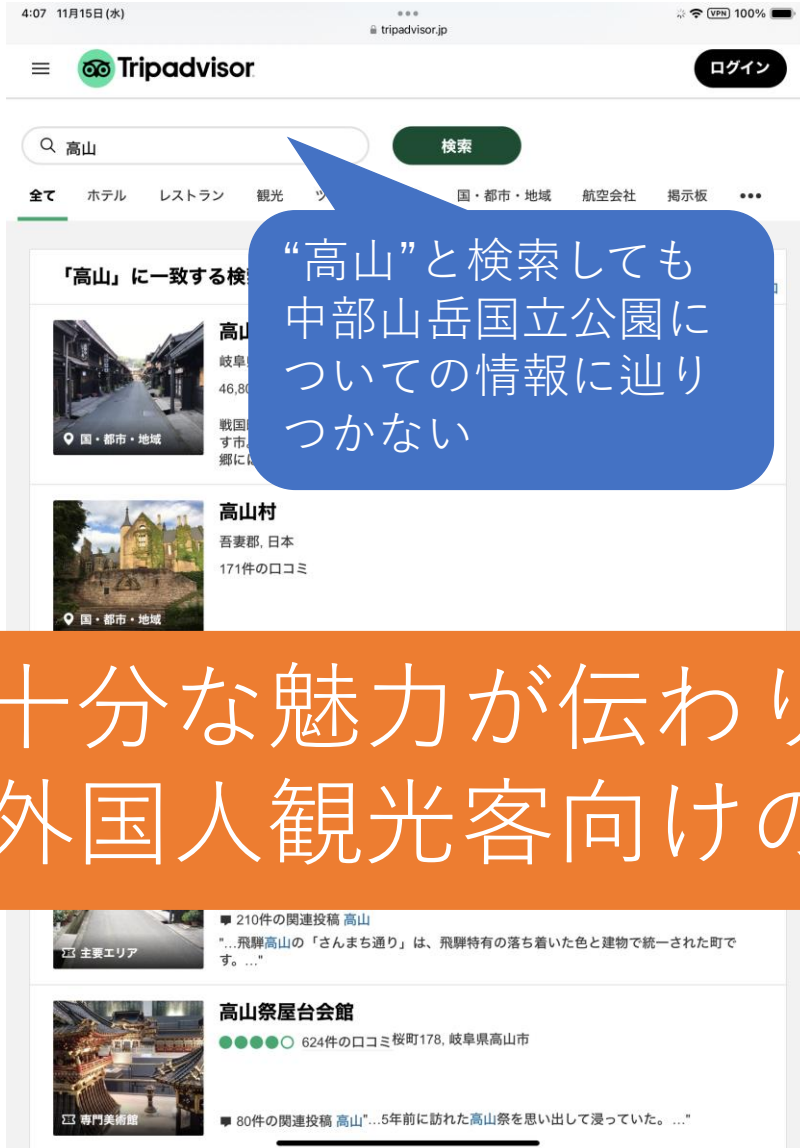 4:07 11月15日(水)
VPN 100%
tripadvisor.jp
Tripadvisor
ログイン
高山
検索
全て ホテル レストラン 観光 国・都市・地域 航空会社 掲示板
“高山”と検索しても
中部山岳国立公園に
ついての情報に辿り
つかない
「高山」に一致する検
高山
岐阜
46,80
戦国
す市
郷に
国・都市・地域
高山村
吾妻郡, 日本
171件の口コミ
国・都市・地域
十分な魅力が伝わり
外国人観光客向けの
210件の関連投稿 高山
"…飛騨高山の「さんまち通り」は、飛騨特有の落ち着いた色と建物で統一された町で
す。…"
主要エリア
高山祭屋台会館
624件の口コミ桜町178, 岐阜県高山市
専門美術館
80件の関連投稿 高山"…5年前に訪れた高山祭を思い出して浸っていた。…"